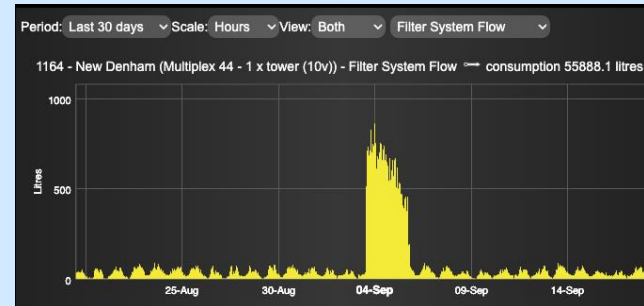 Period: Last 30 days Scale: Hours View: Both Filter System Flow
1164 - New Denham (Multiplex 44 - 1 x tower (10v)) - Filter System Flow consumption 55888.1 litres
1000
Litres
500
0
25-Aug 30-Aug 04-Sep 09-Sep 14-Sep